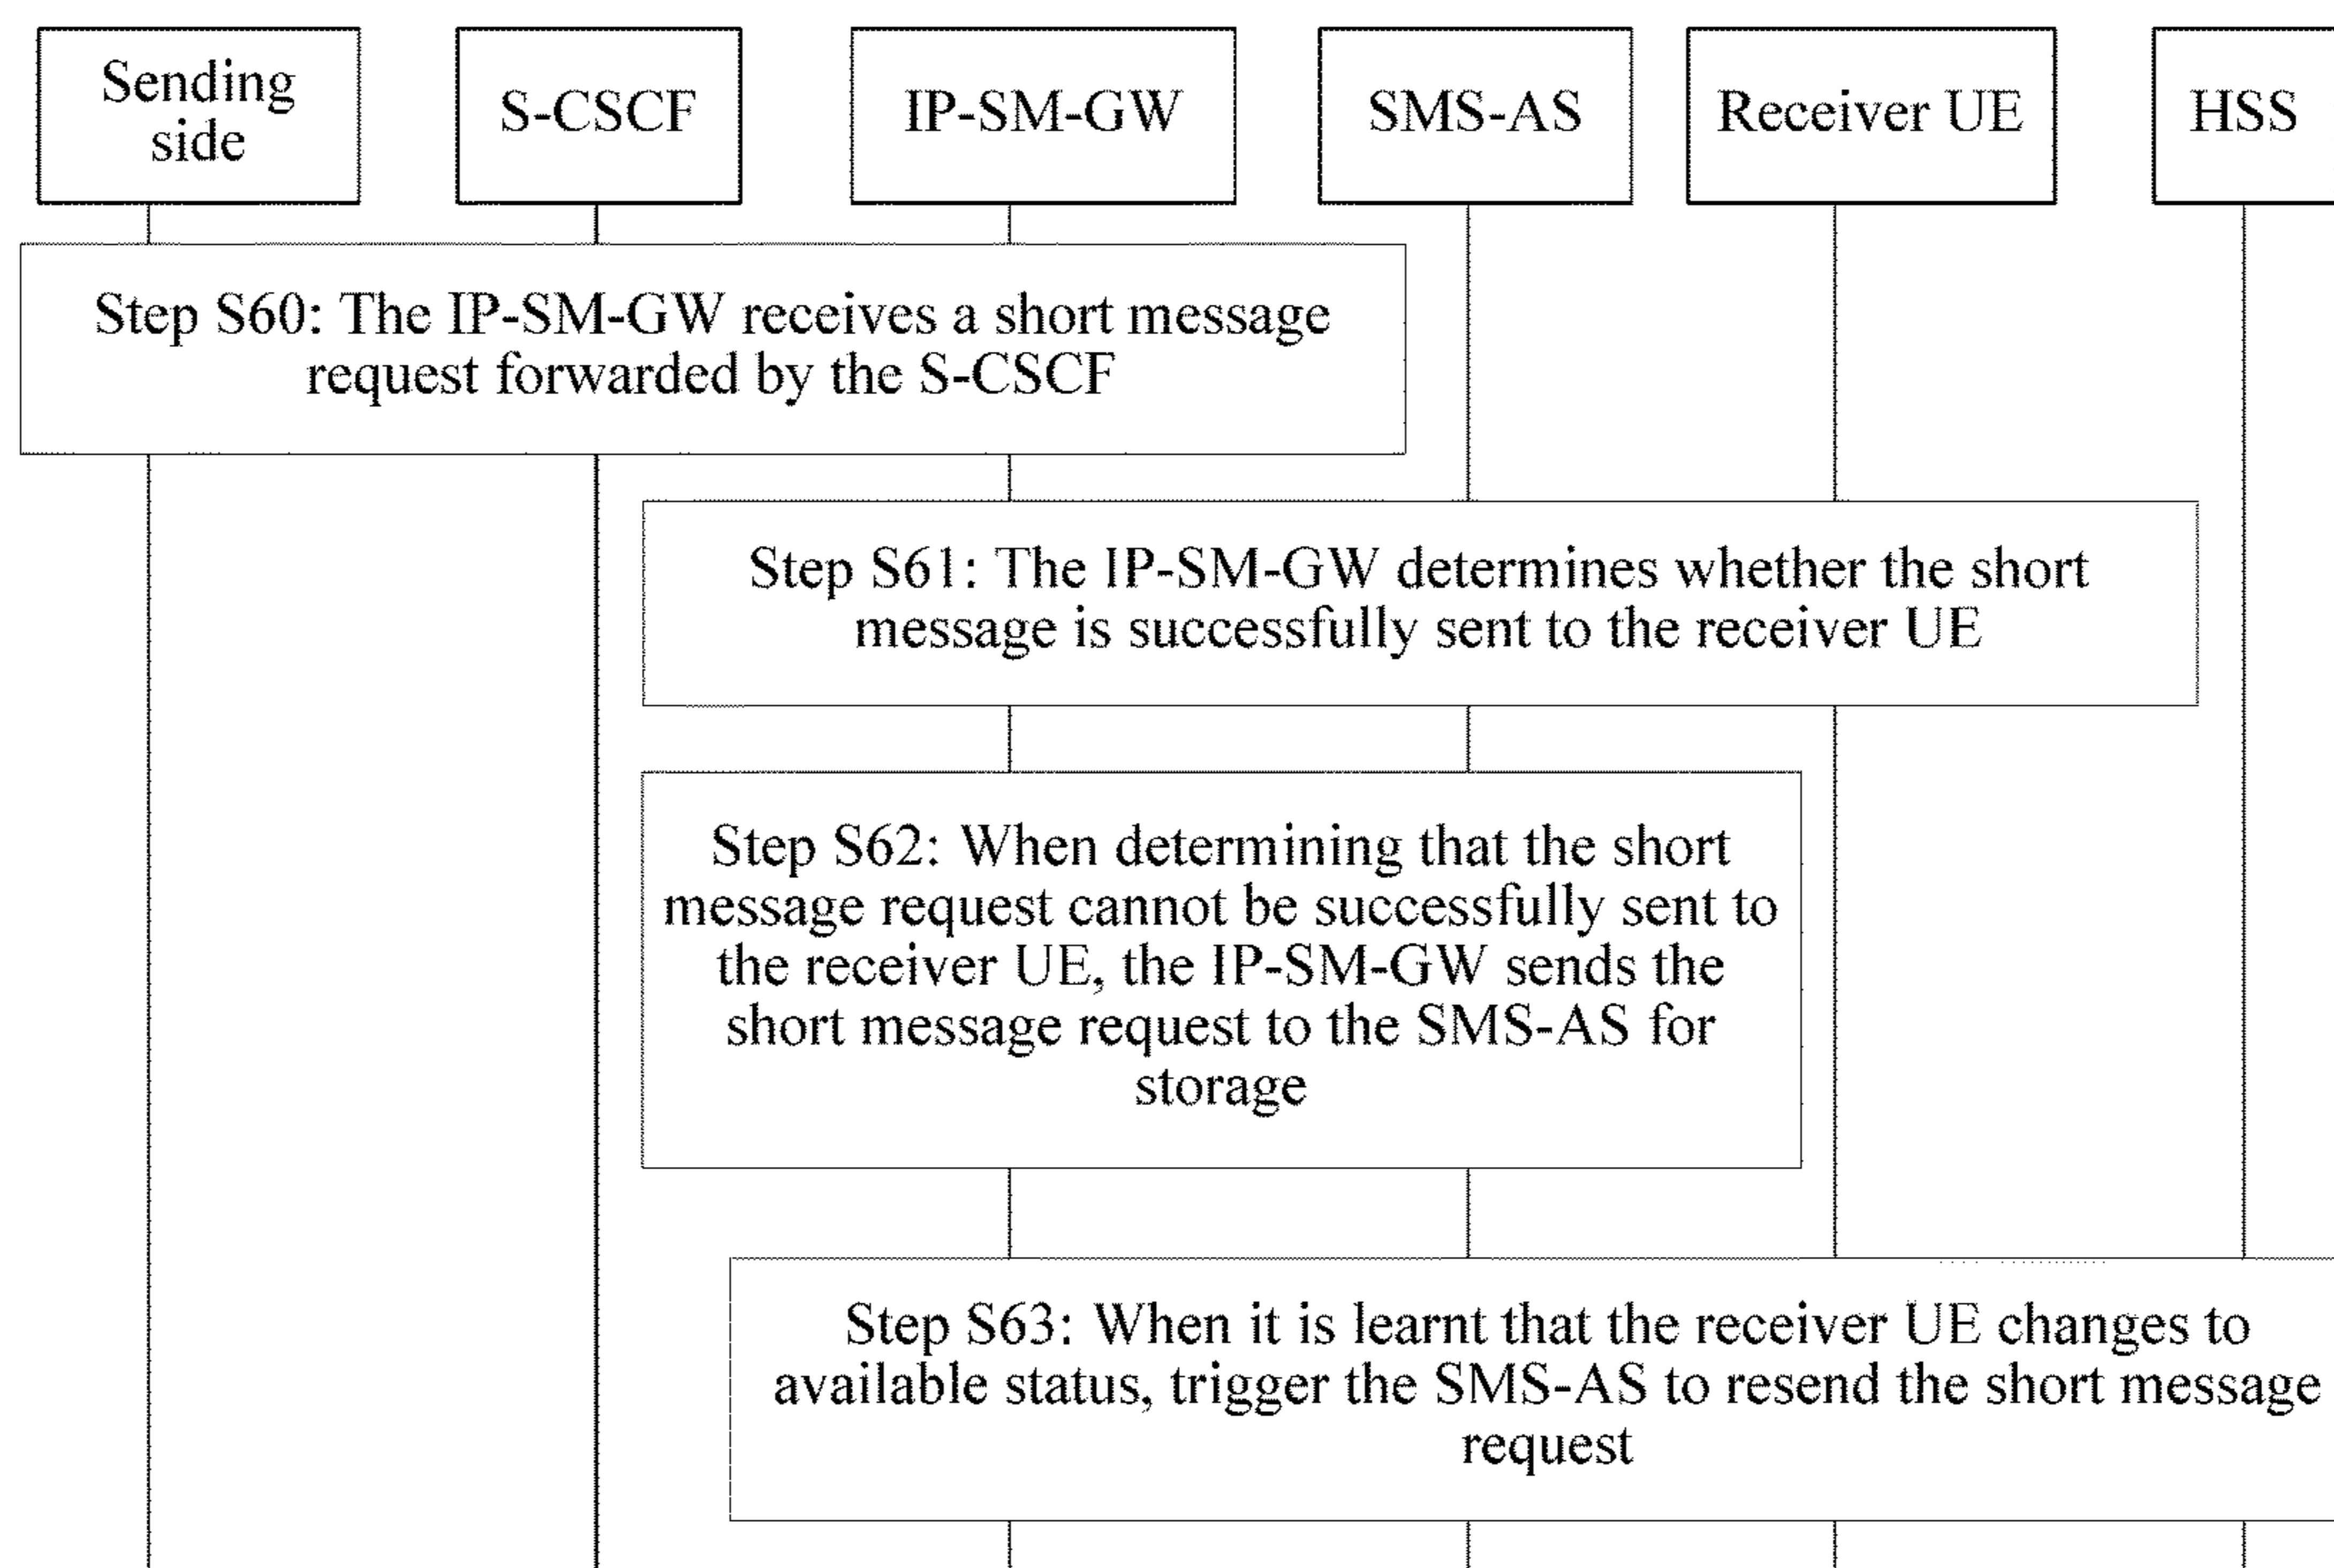 Sending
side
S-CSCF
IP-SM-GW
SMS-AS
Receiver UE
HSS
Step S60: The IP-SM-GW receives a short message
request forwarded by the S-CSCF
Step S61: The IP-SM-GW determines whether the short
message is successfully sent to the receiver UE
Step S62: When determining that the short
message request cannot be successfully sent to
the receiver UE, the IP-SM-GW sends the
short message request to the SMS-AS for
storage
Step S63: When it is learnt that the receiver UE changes to
available status, trigger the SMS-AS to resend the short message
request